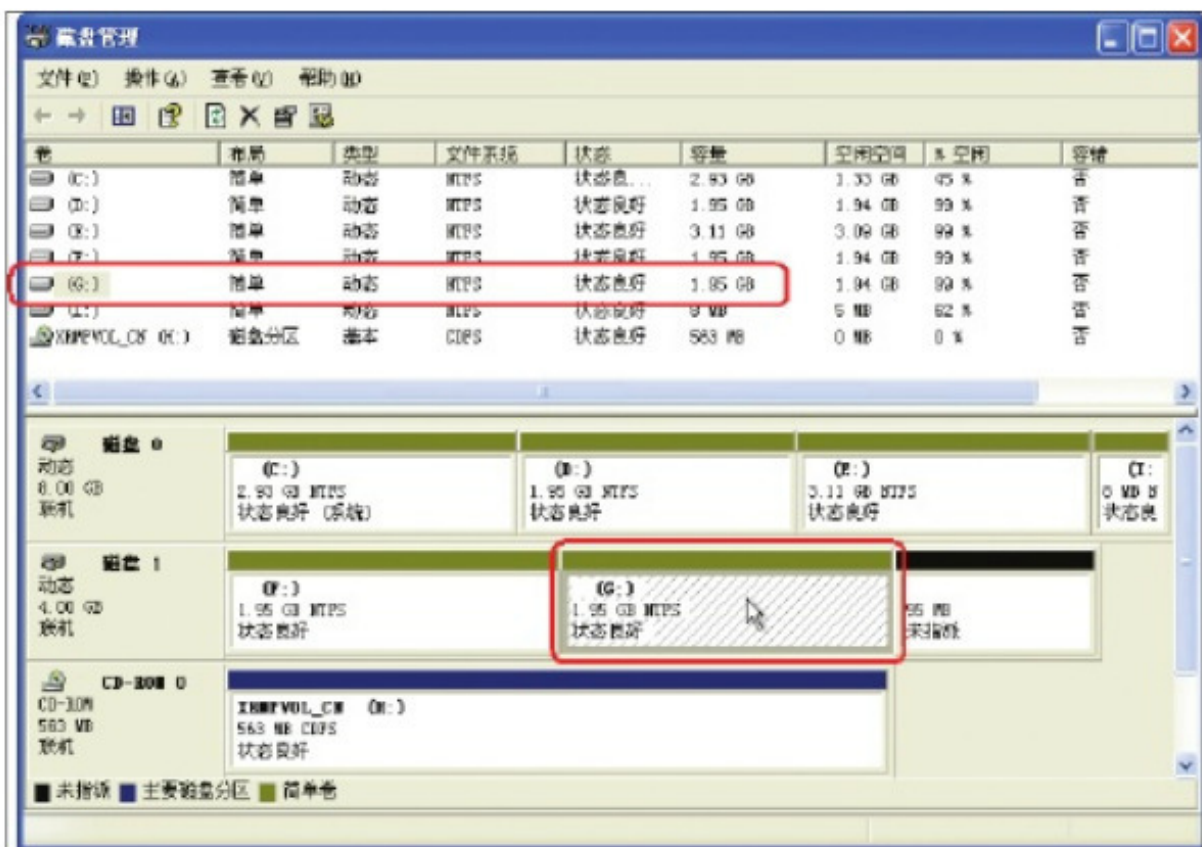 磁盘管理
文件(F) 操作(A) 查看(V) 帮助(H)
卷 布局 类型 文件系统 状态 容量 空闲空间 % 空闲 容错
(C:) 简单 动态 NTFS 状态良... 2.93 GB 1.33 GB 45 % 否
(D:) 简单 动态 NTFS 状态良好 1.95 GB 1.94 GB 99 % 否
(E:) 简单 动态 NTFS 状态良好 3.11 GB 3.09 GB 99 % 否
(F:) 简单 动态 NTFS 状态良好 1.95 GB 1.94 GB 99 % 否
(G:) 简单 动态 NTFS 状态良好 1.95 GB 1.94 GB 99 % 否
(I:) 简单 动态 NTFS 状态良好 8 MB 5 MB 62 % 否
(H:) 磁盘分区 基本 CDFS 状态良好 563 MB 0 MB 0 % 否
磁盘 0
动态
8.00 GB
联机
(C:)
2.93 GB NTFS
状态良好 (系统)
(D:)
1.95 GB NTFS
状态良好
(E:)
3.11 GB NTFS
状态良好
(I:
8 MB N
状态良
磁盘 1
动态
4.00 GB
联机
(F:)
1.95 GB NTFS
状态良好
(G:)
1.95 GB NTFS
状态良好
95 MB
未指派
CD-ROM 0
CD-ROM
563 MB
联机
(H:)
563 MB CDFS
状态良好
未指派 主要磁盘分区 简单卷